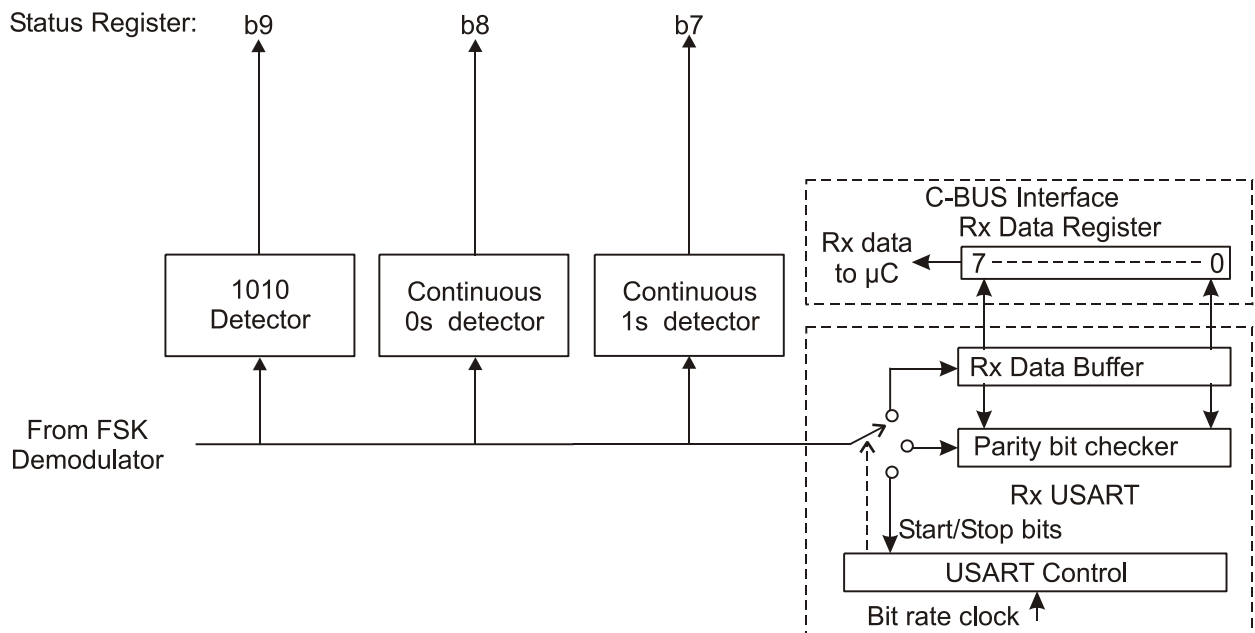 Status Register:
b9
b8
b7
C-BUS Interface
Rx Data Register
Rx data
to µC
7
0
1010
Detector
Continuous
0s detector
Continuous
1s detector
Rx Data Buffer
From FSK
Demodulator
Parity bit checker
Rx USART
Start/Stop bits
USART Control
Bit rate clock